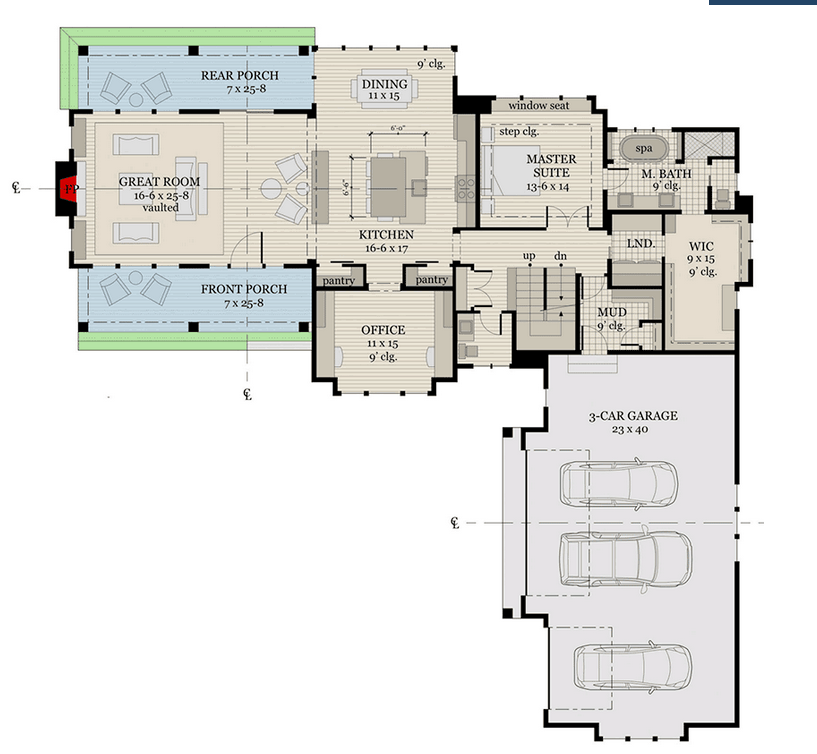 REAR PORCH
7 x 25-8
9' clg.
DINING
11 x 15
window seat
step clg.
MASTER
SUITE
13-6 x 14
spa
M. BATH
9' clg.
6'-0"
6'-6"
℄
FP
GREAT ROOM
16-6 x 25-8
vaulted
KITCHEN
16-6 x 17
LND.
WIC
9 x 15
9' clg.
up
dn
pantry
pantry
FRONT PORCH
7 x 25-8
MUD
9' clg.
OFFICE
11 x 15
9' clg.
℄
3-CAR GARAGE
23 x 40
℄